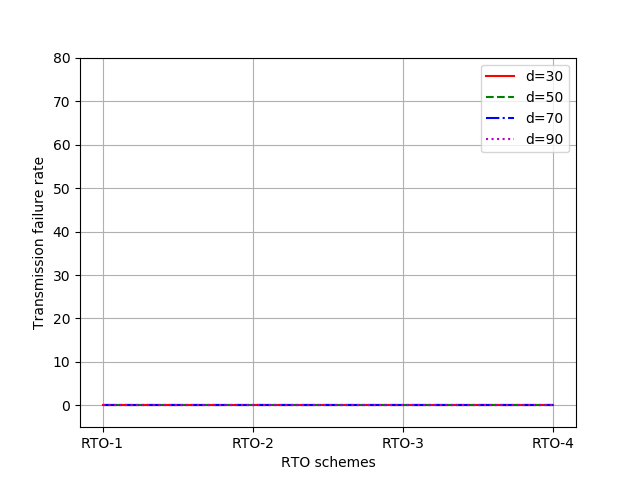 80
70
60
50
40
30
20
10
0
Transmission failure rate
d=30
d=50
d=70
d=90
RTO-1 RTO-2 RTO-3 RTO-4
RTO schemes